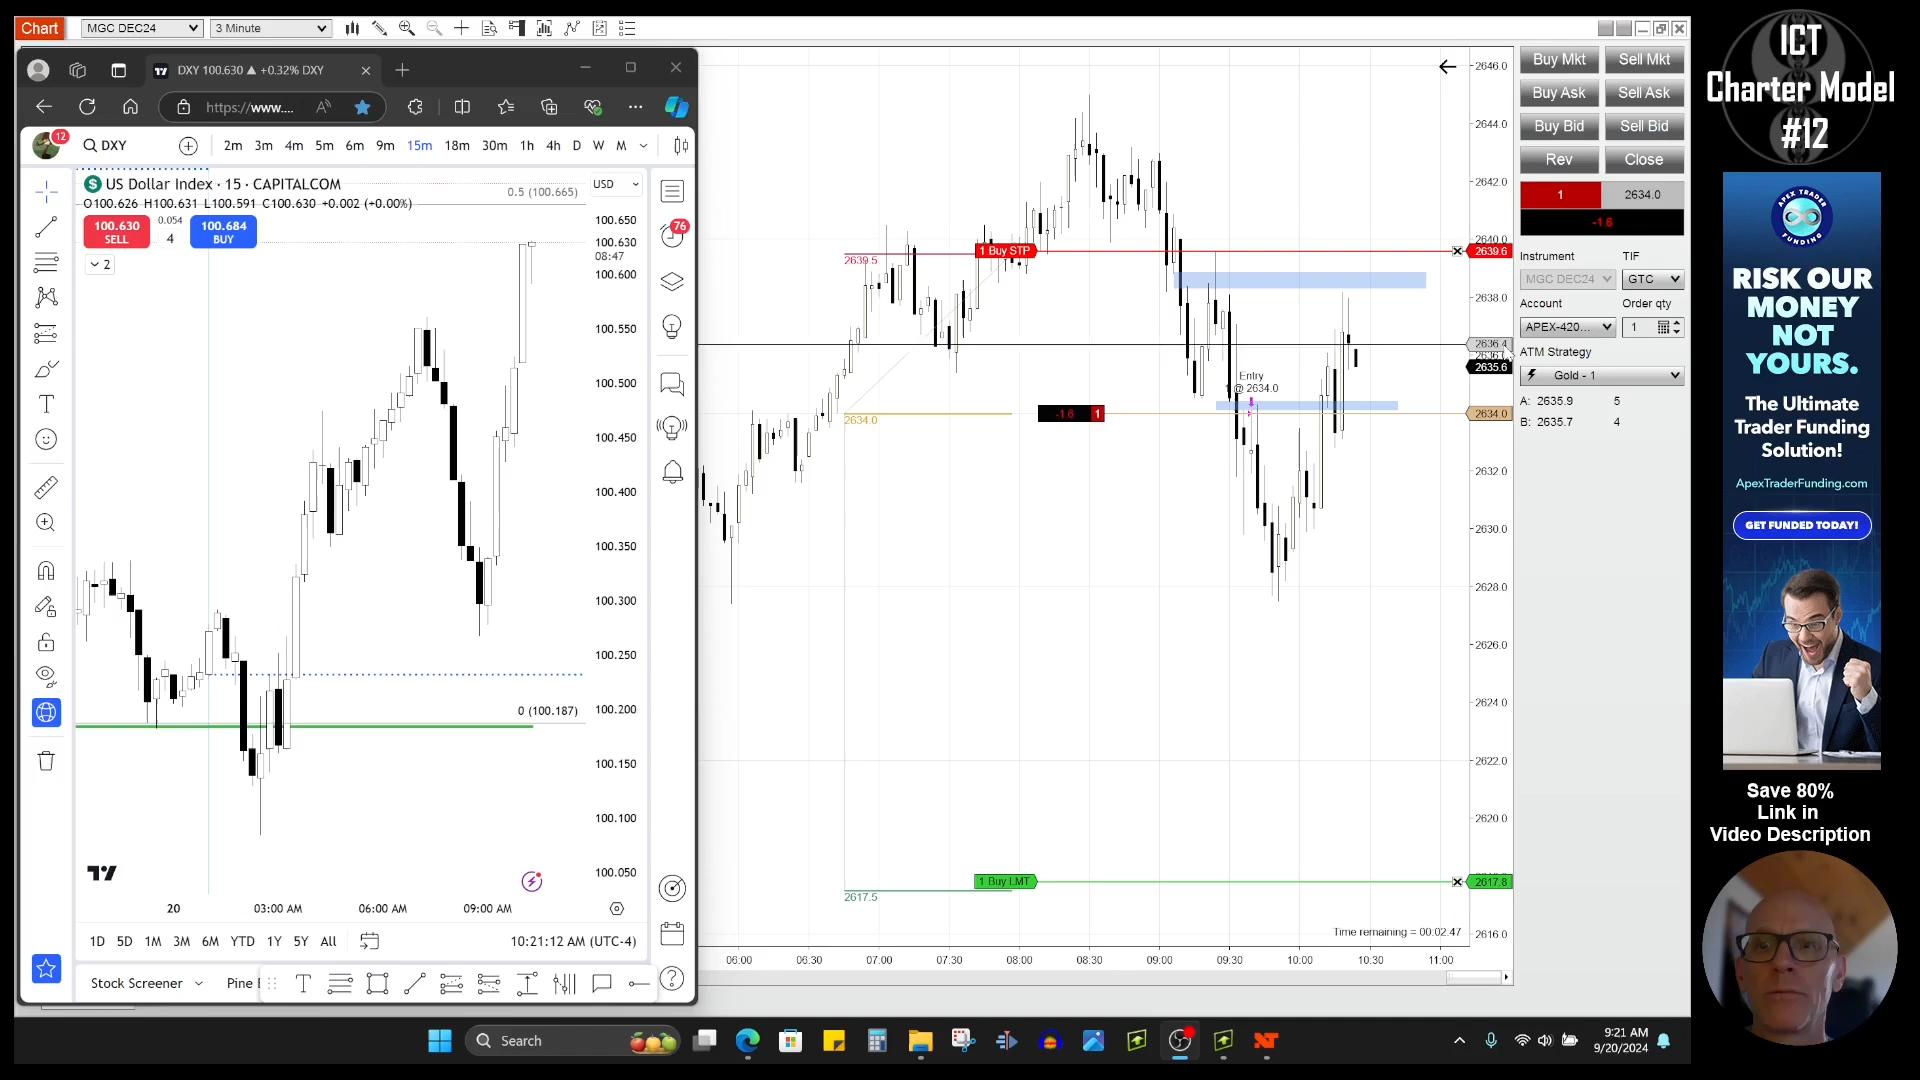 Chart
MGC DEC24
3 Minute
DXY 100.630 ▲ +0.32% DXY
https://www....
12
DXY
2m 3m 4m 5m 6m 9m 15m 18m 30m 1h 4h D W M
US Dollar Index · 15 · CAPITALCOM
0.5 (100.665)
USD
O100.626 H100.631 L100.591 C100.630 +0.002 (+0.00%)
100.630
SELL
0.054
4
100.684
BUY
2
100.650
100.630
08:47
100.600
100.550
100.500
100.450
100.400
100.350
100.300
100.250
100.200
100.150
100.100
100.050
0 (100.187)
76
20 03:00 AM 06:00 AM 09:00 AM
1D 5D 1M 3M 6M YTD 1Y 5Y All
10:21:12 AM (UTC-4)
Stock Screener
Pine
2639.5
1 Buy STP
2634.0
-1.6 1
Entry
1 @ 2634.0
1 Buy LMT
2617.5
Time remaining = 00:02:47
2646.0
2644.0
2642.0
2640.0
2639.6
2638.0
2636.4
2635.6
2634.0
2632.0
2630.0
2628.0
2626.0
2624.0
2622.0
2620.0
2617.8
2616.0
06:00 06:30 07:00 07:30 08:00 08:30 09:00 09:30 10:00 10:30 11:00
Buy Mkt Sell Mkt
Buy Ask Sell Ask
Buy Bid Sell Bid
Rev Close
1 2634.0
-1.6
Instrument TIF
MGC DEC24 GTC
Account Order qty
APEX-420... 1
ATM Strategy
Gold - 1
A: 2635.9 5
B: 2635.7 4
ICT
Charter Model
#12
APEX TRADER
FUNDING
RISK OUR
MONEY
NOT
YOURS.
The Ultimate
Trader Funding
Solution!
ApexTraderFunding.com
GET FUNDED TODAY!
Save 80%
Link in
Video Description
Search
9:21 AM
9/20/2024